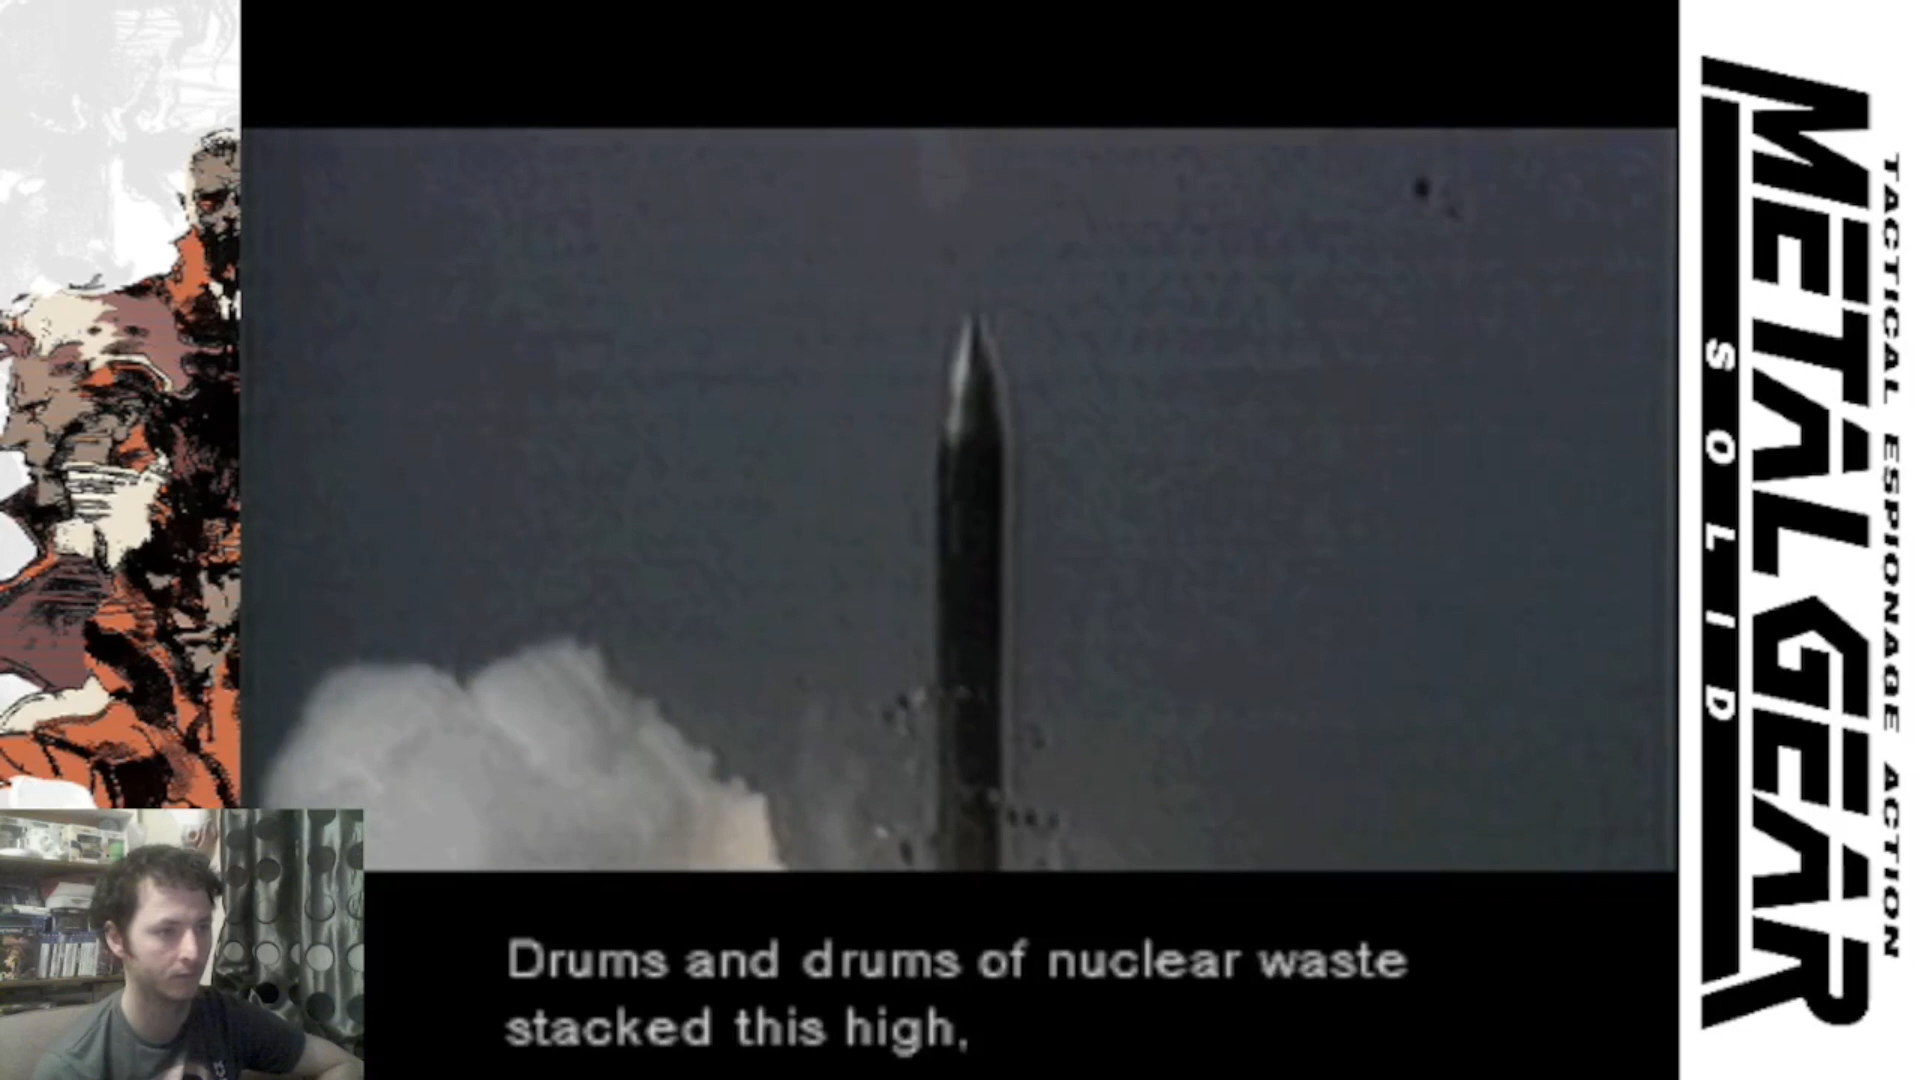 Drums and drums of nuclear waste
stacked this high,
METAL GEAR
SOLID
TACTICAL ESPIONAGE ACTION